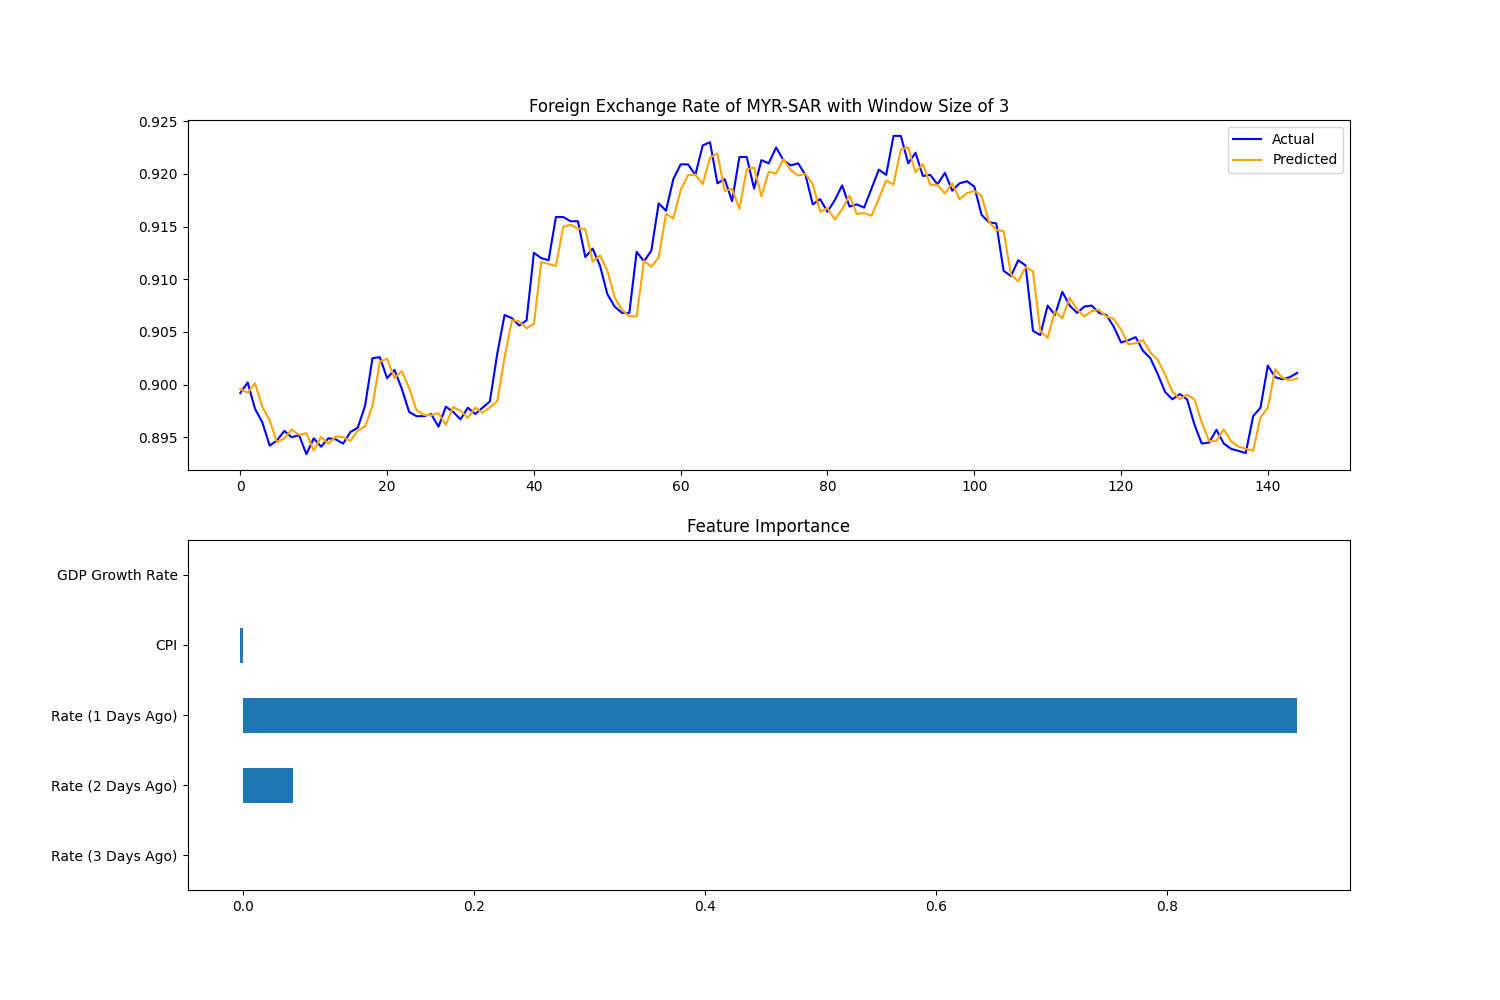 Foreign Exchange Rate of MYR-SAR with Window Size of 3
0.925
0.920
0.915
0.910
0.905
0.900
0.895
Actual
Predicted
0 20 40 60 80 100 120 140
Feature Importance
GDP Growth Rate
CPI
Rate (1 Days Ago)
Rate (2 Days Ago)
Rate (3 Days Ago)
0.0 0.2 0.4 0.6 0.8